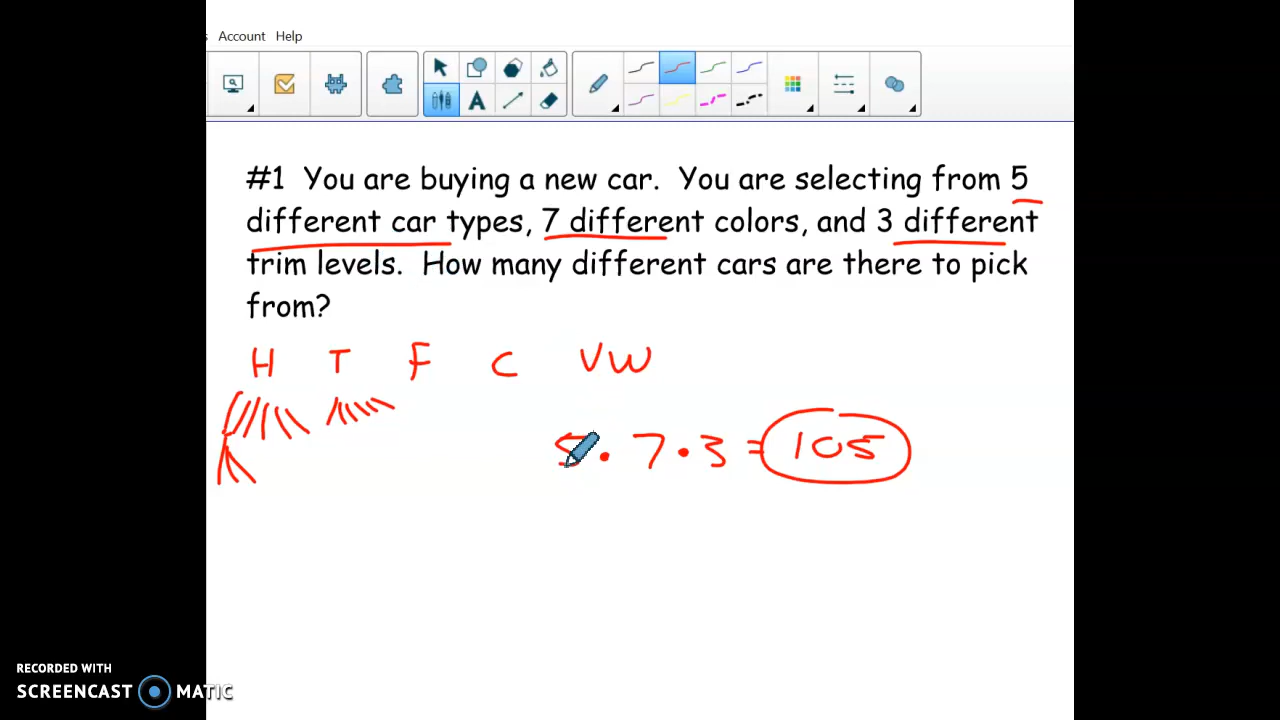 Account Help
#1 You are buying a new car. You are selecting from 5
different car types, 7 different colors, and 3 different
trim levels. How many different cars are there to pick
from?
H T F C VW
5 · 7 · 3 = 105
RECORDED WITH
SCREENCAST MATIC